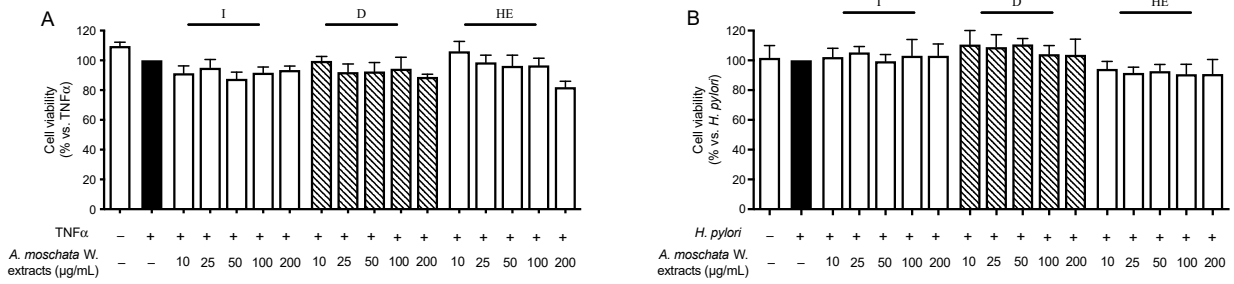 A
I
D
HE
Cell viability
(% vs. TNFα)
120
100
80
60
40
20
0
TNFα – + + + + + + + + + + + + + + + +
A. moschata W.
extracts (µg/mL) – – 10 25 50 100 200 10 25 50 100 200 10 25 50 100 200
B
I
D
HE
Cell viability
(% vs. H. pylori)
120
100
80
60
40
20
0
H. pylori – + + + + + + + + + + + + + + + +
A. moschata W.
extracts (µg/mL) – – 10 25 50 100 200 10 25 50 100 200 10 25 50 100 200